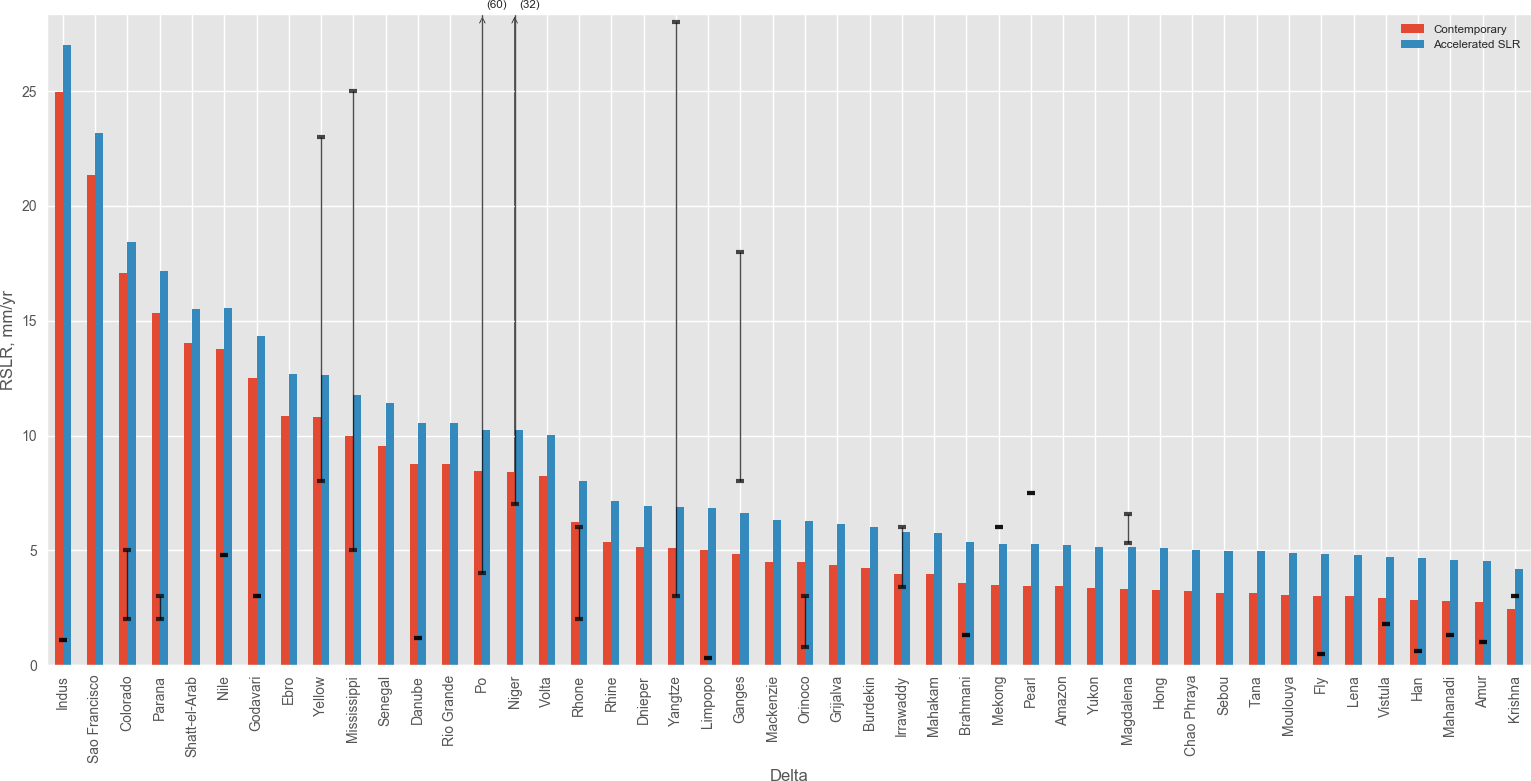 (60) (32)
Contemporary
Accelerated SLR
RSLR, mm/yr
25
20
15
10
5
0
Indus
Sao Francisco
Colorado
Parana
Shatt-el-Arab
Nile
Godavari
Ebro
Yellow
Mississippi
Senegal
Danube
Rio Grande
Po
Niger
Volta
Rhone
Rhine
Dnieper
Yangtze
Limpopo
Ganges
Mackenzie
Orinoco
Grijalva
Burdekin
Irrawaddy
Mahakam
Brahmani
Mekong
Pearl
Amazon
Yukon
Magdalena
Hong
Chao Phraya
Sebou
Tana
Moulouya
Fly
Lena
Vistula
Han
Mahanadi
Amur
Krishna
Delta